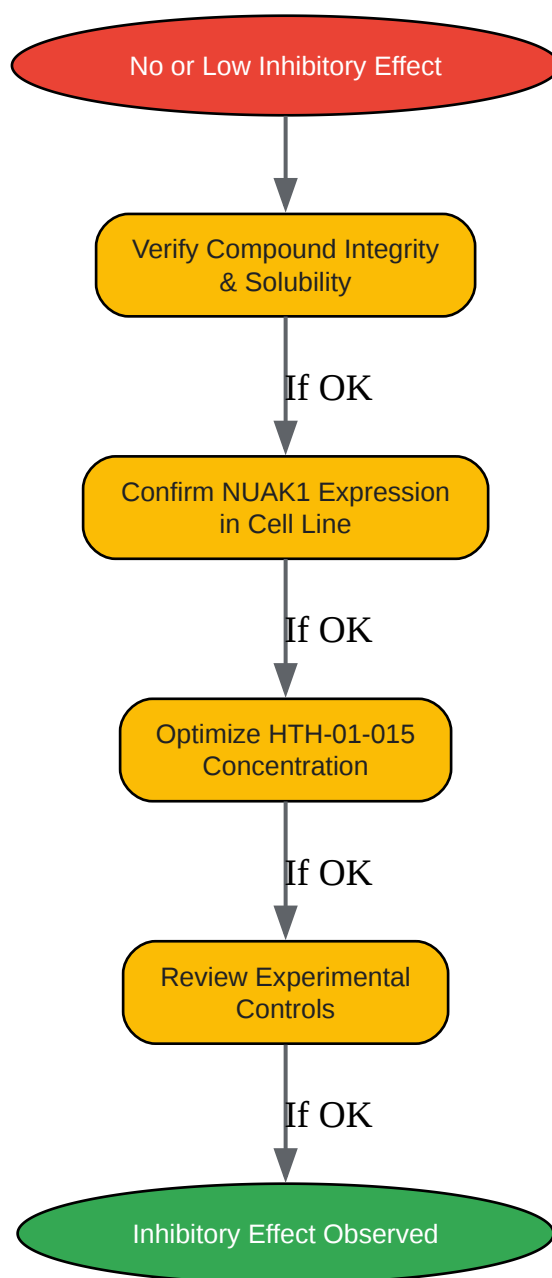 No or Low Inhibitory Effect
Verify Compound Integrity
& Solubility
If OK
Confirm NUAK1 Expression
in Cell Line
If OK
Optimize HTH-01-015
Concentration
If OK
Review Experimental
Controls
If OK
Inhibitory Effect Observed